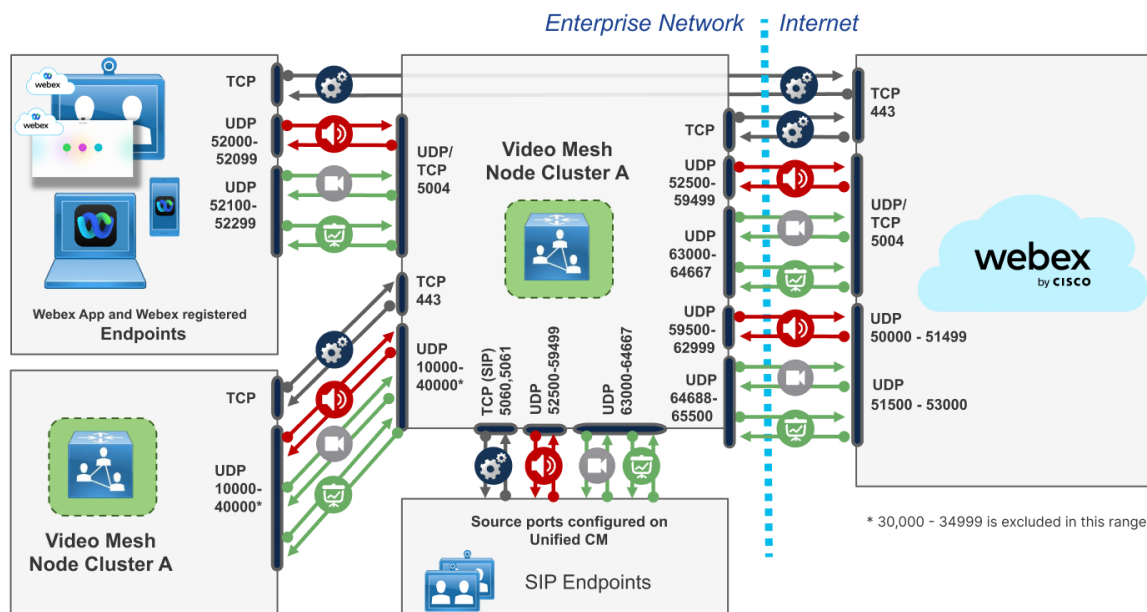 Enterprise Network
Internet
webex
webex
Webex App and Webex registered
Endpoints
TCP
UDP
52000-
52099
UDP
52100-
52299
UDP/
TCP
5004
Video Mesh
Node Cluster A
TCP
443
UDP
10000-
40000*
TCP
UDP
52500-
59499
UDP
63000-
64667
UDP
59500-
62999
UDP
64688-
65500
TCP
443
UDP/
TCP
5004
webex
by CISCO
UDP
50000 - 51499
UDP
51500 - 53000
Video Mesh
Node Cluster A
TCP
UDP
10000-
40000*
TCP (SIP)
5060,5061
UDP
52500-59499
UDP
63000-64667
Source ports configured on
Unified CM
SIP Endpoints
* 30,000 - 34999 is excluded in this range